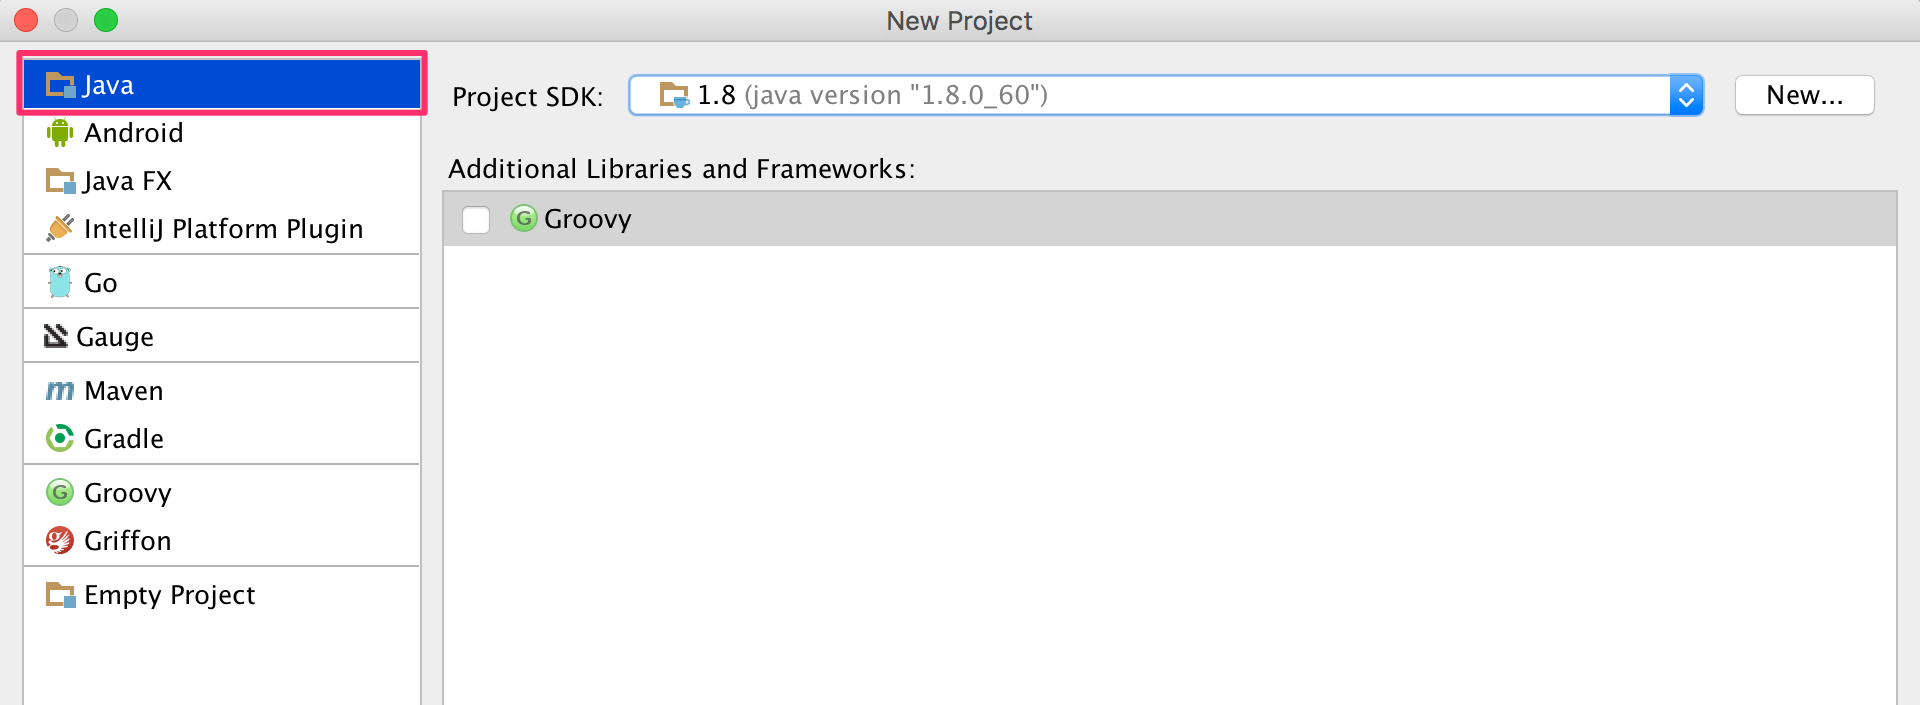 New Project
Java
Android
Java FX
IntelliJ Platform Plugin
Go
Gauge
Maven
Gradle
Groovy
Griffon
Empty Project
Project SDK: 1.8 (java version "1.8.0_60") New...
Additional Libraries and Frameworks:
G Groovy